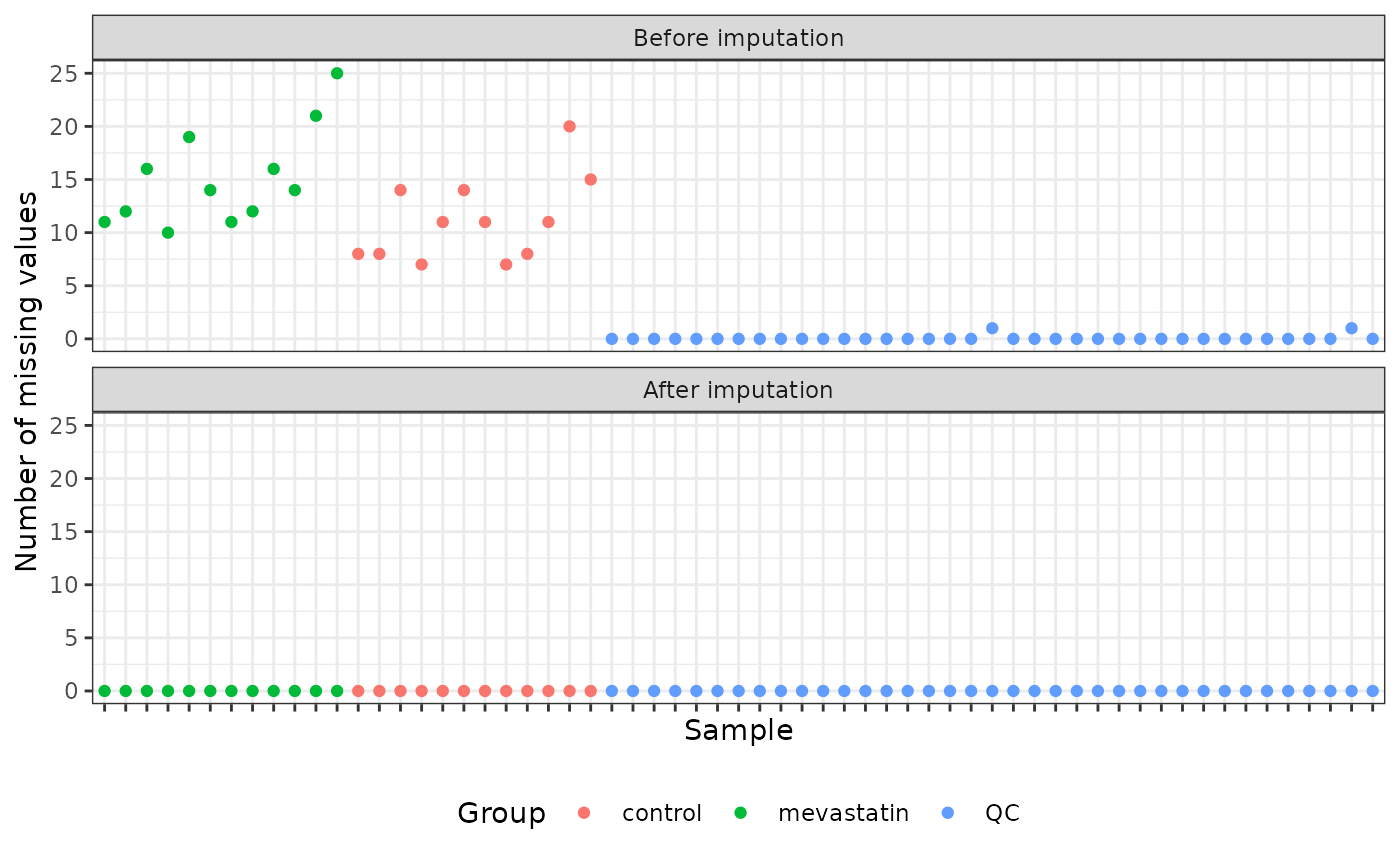 Before imputation
25
20
15
10
5
0
After imputation
25
20
15
10
5
0
Number of missing values
Sample
Group control mevastatin QC